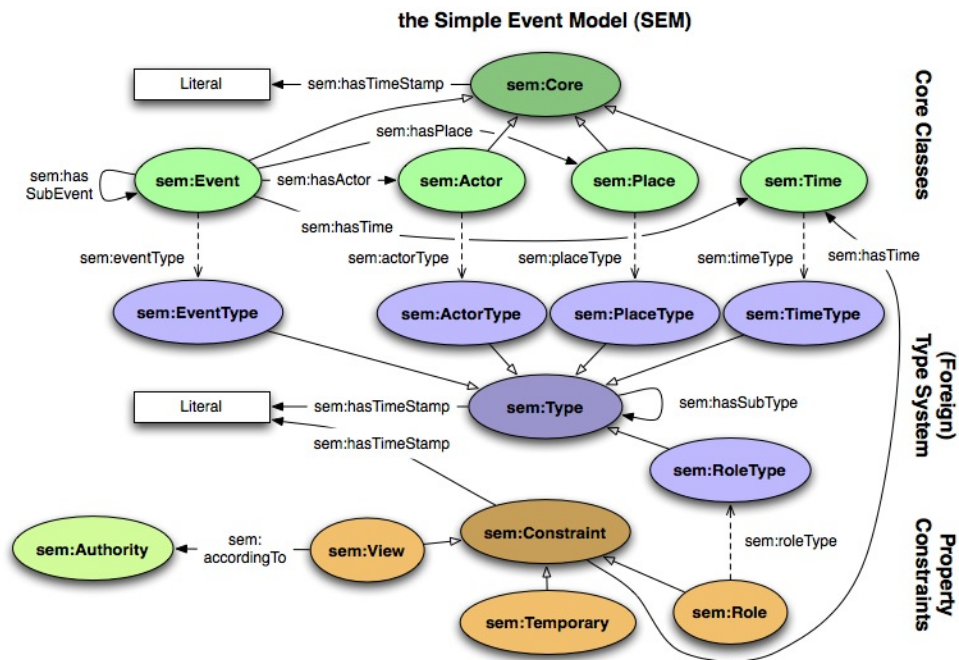 the Simple Event Model (SEM)
Literal
sem:hasTimeStamp
sem:Core
Core Classes
sem:hasPlace
sem:has
SubEvent
sem:Event
sem:hasActor
sem:Actor
sem:Place
sem:Time
sem:hasTime
sem:eventType
sem:actorType
sem:placeType
sem:timeType
sem:hasTime
sem:EventType
sem:ActorType
sem:PlaceType
sem:TimeType
(Foreign)
Type System
Literal
sem:hasTimeStamp
sem:Type
sem:hasSubType
sem:hasTimeStamp
sem:RoleType
sem:Constraint
Property
Constraints
sem:Authority
sem:
accordingTo
sem:View
sem:roleType
sem:Temporary
sem:Role